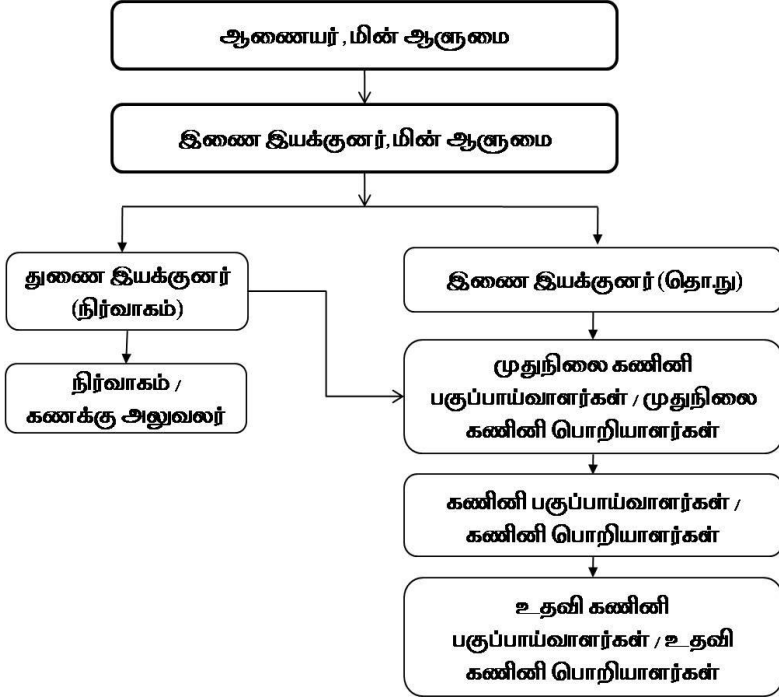 ஆணையர் , மின் ஆளுமை
இணை இயக்குனர், மின் ஆளுமை
துணை இயக்குனர்
(நிர்வாகம்)
நிர்வாகம் /
கணக்கு அலுவலர்
இணை இயக்குனர் (தொ.நு)
முதுநிலை கணினி
பகுப்பாய்வாளர்கள் / முதுநிலை
கணினி பொறியாளர்கள்
கணினி பகுப்பாய்வாளர்கள் /
கணினி பொறியாளர்கள்
உதவி கணினி
பகுப்பாய்வாளர்கள் / உதவி
கணினி பொறியாளர்கள்